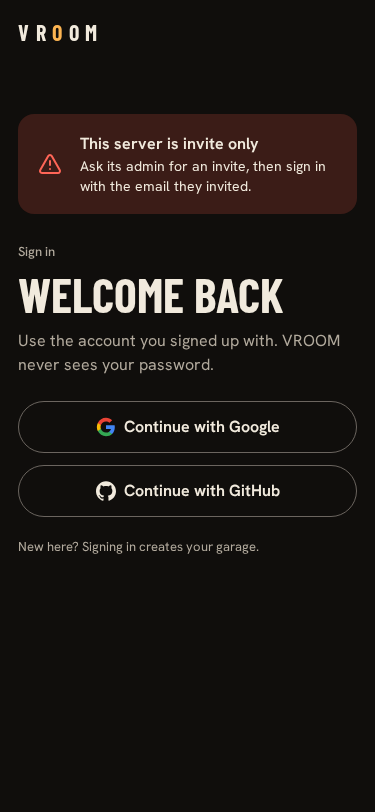 VROOM
This server is invite only
Ask its admin for an invite, then sign in
with the email they invited.
Sign in
WELCOME BACK
Use the account you signed up with. VROOM
never sees your password.
Continue with Google
Continue with GitHub
New here? Signing in creates your garage.